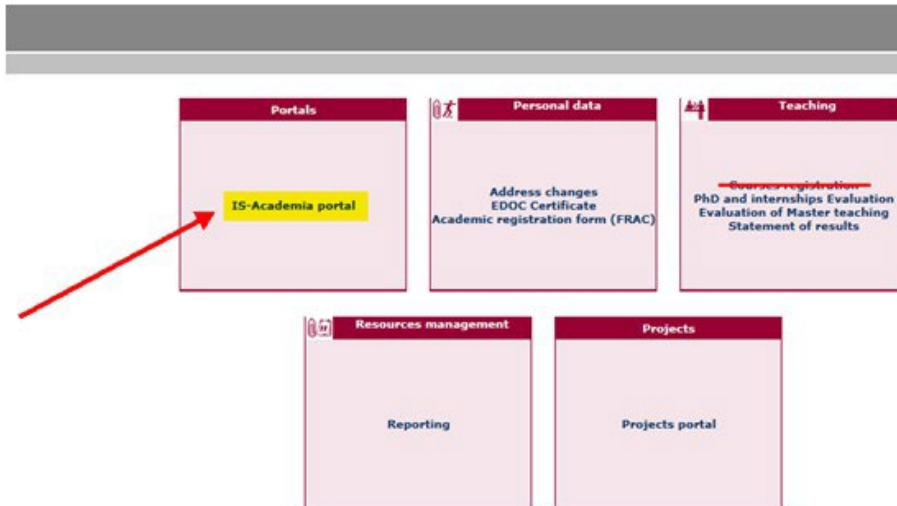 Portals
IS-Academia portal
Personal data
Address changes
EDOC Certificate
Academic registration form (FRAC)
Teaching
Courses registration
PhD and internships Evaluation
Evaluation of Master teaching
Statement of results
Resources management
Reporting
Projects
Projects portal